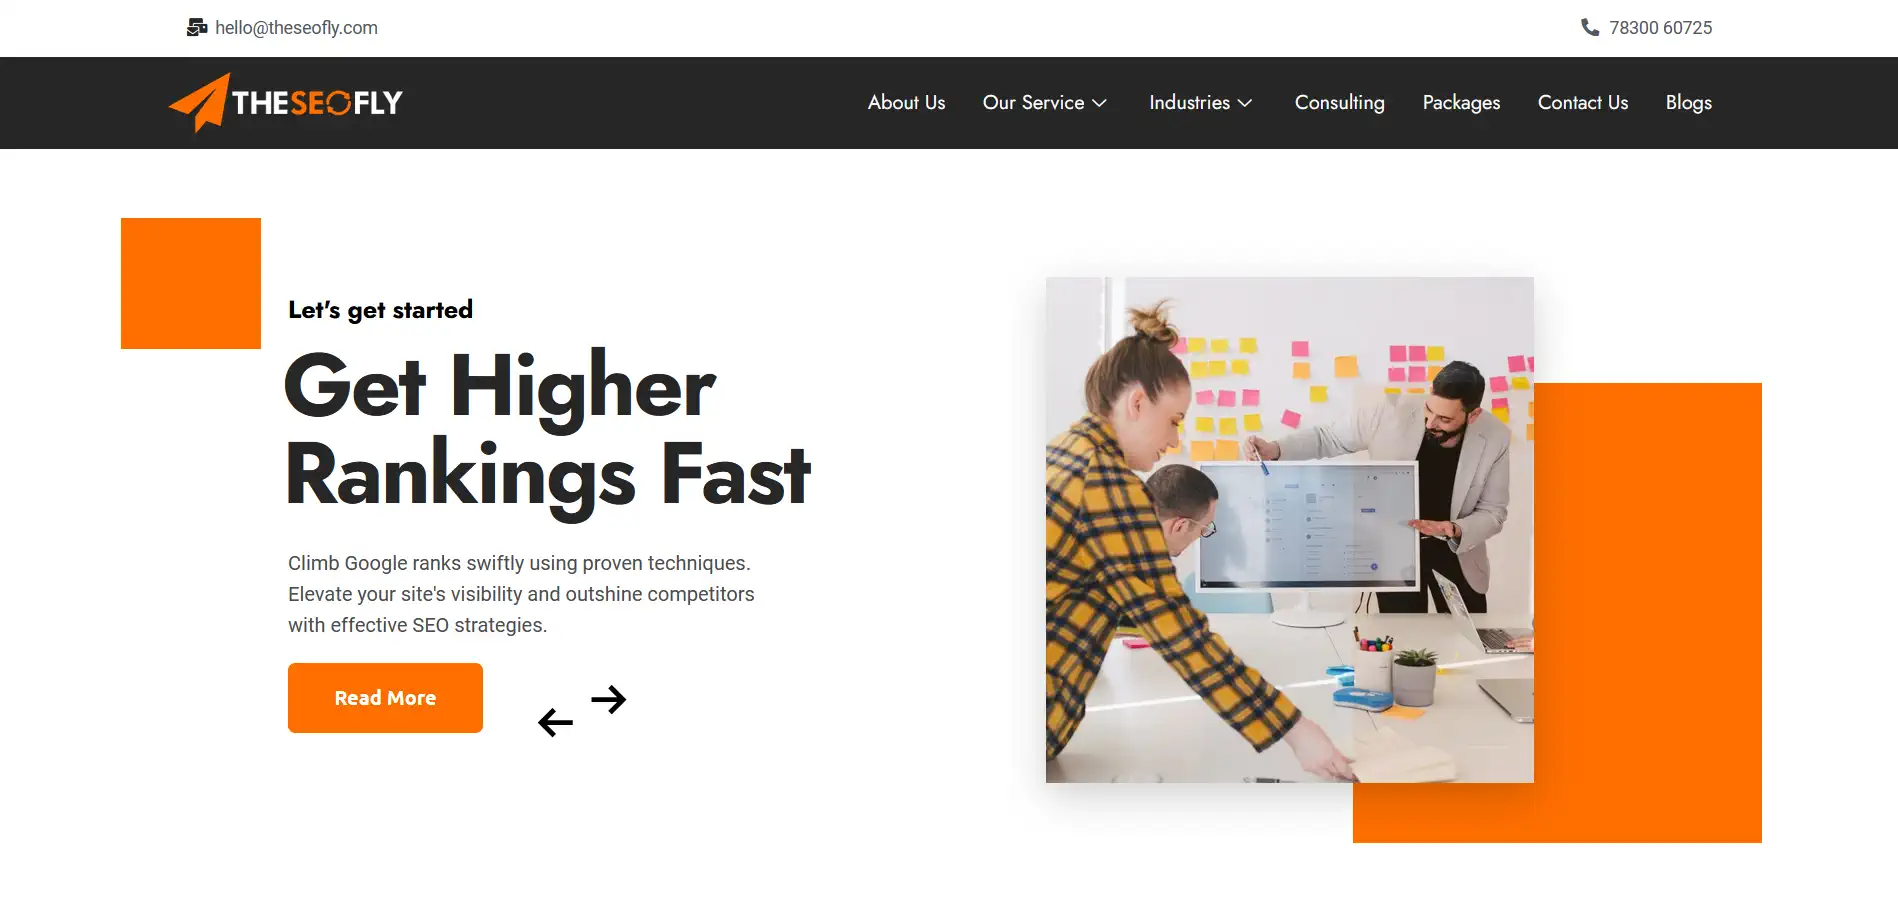 hello@theseofly.com
78300 60725
THESEOFLY
About Us
Our Service
Industries
Consulting
Packages
Contact Us
Blogs
Let's get started
Get Higher
Rankings Fast
Climb Google ranks swiftly using proven techniques.
Elevate your site's visibility and outshine competitors
with effective SEO strategies.
Read More